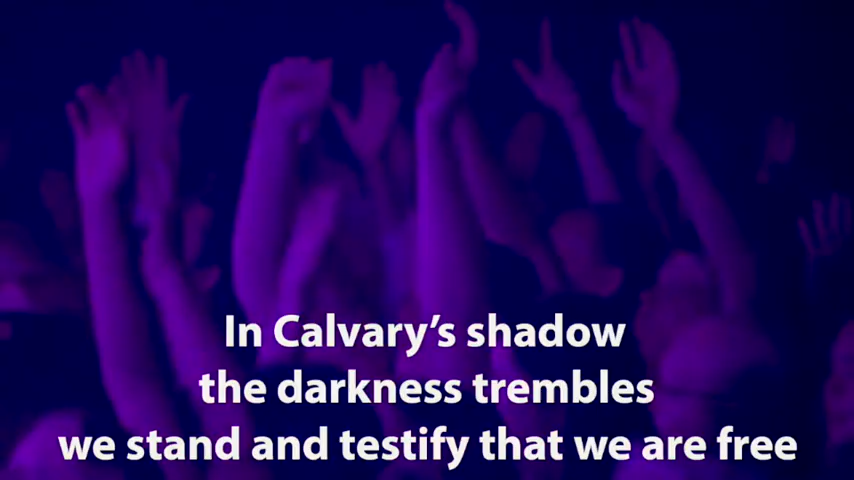 In Calvary’s shadow
the darkness trembles
we stand and testify that we are free